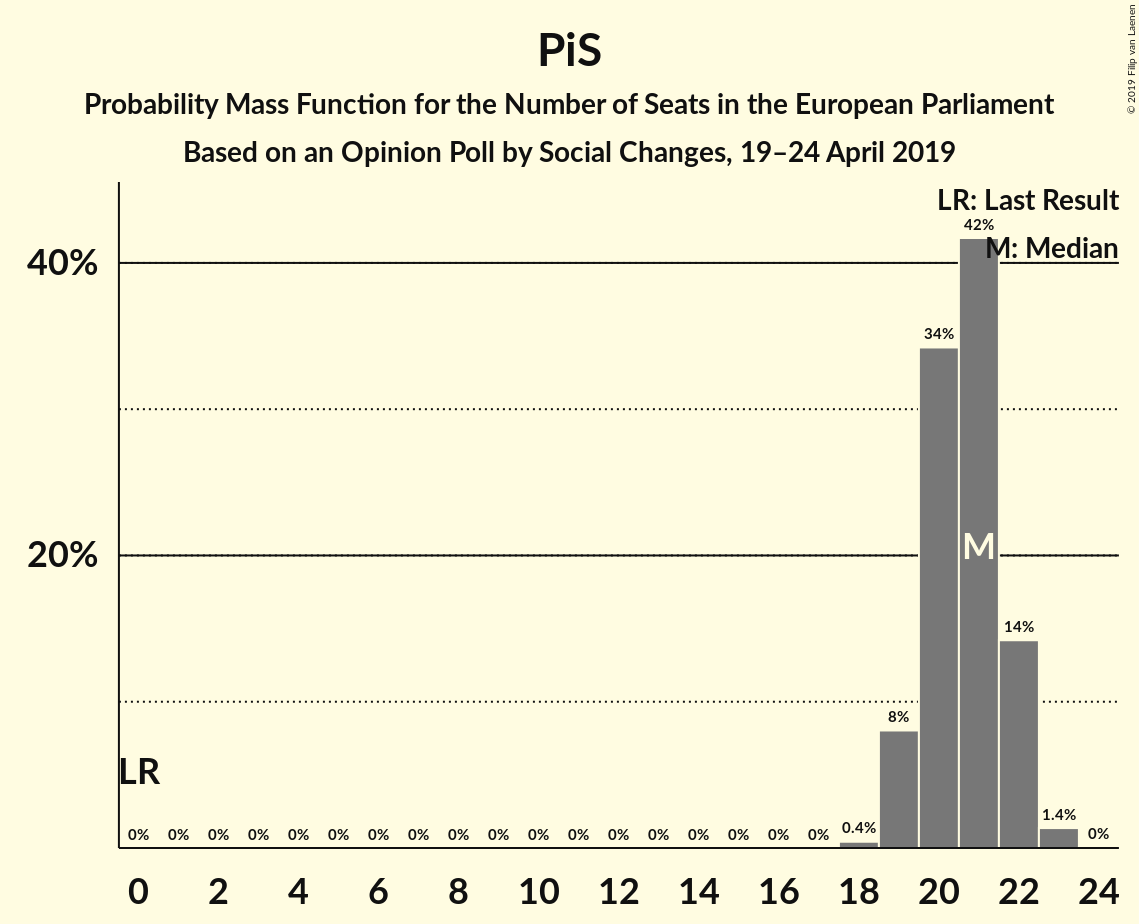 PiS
Probability Mass Function for the Number of Seats in the European Parliament
Based on an Opinion Poll by Social Changes, 19–24 April 2019
© 2019 Filip van Laenen
LR: Last Result
M: Median
42%
40%
34%
20%
M
14%
8%
LR
0% 0% 0% 0% 0% 0% 0% 0% 0% 0% 0% 0% 0% 0% 0% 0% 0% 0% 0.4% 1.4% 0%
0 2 4 6 8 10 12 14 16 18 20 22 24